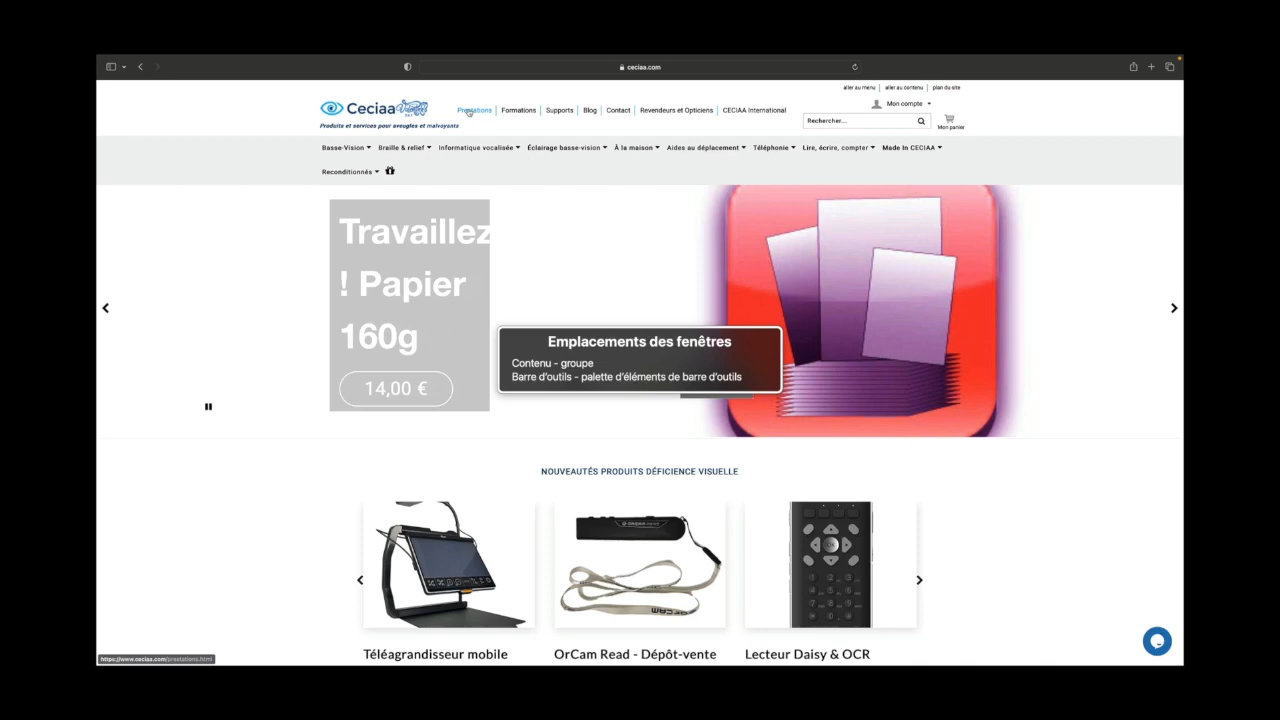 ceciaa.com
aller au menu | aller au contenu | plan du site
Mon compte
Ceciaa
Produits et services pour aveugles et malvoyants
Prestations | Formations | Supports | Blog | Contact | Revendeurs et Opticiens | CECIAA International
Rechercher...
Mon panier
Basse-Vision Braille & relief Informatique vocalisée Éclairage basse-vision À la maison Aides au déplacement Téléphonie Lire, écrire, compter Made In CECIAA
Reconditionnés
Travaillez
! Papier
160g
14,00 €
Emplacements des fenêtres
Contenu - groupe
Barre d'outils - palette d'éléments de barre d'outils
NOUVEAUTÉS PRODUITS DÉFICIENCE VISUELLE
OK
Téléagrandisseur mobile
OrCam Read - Dépôt-vente
Lecteur Daisy & OCR
https://www.ceciaa.com/prestations.html